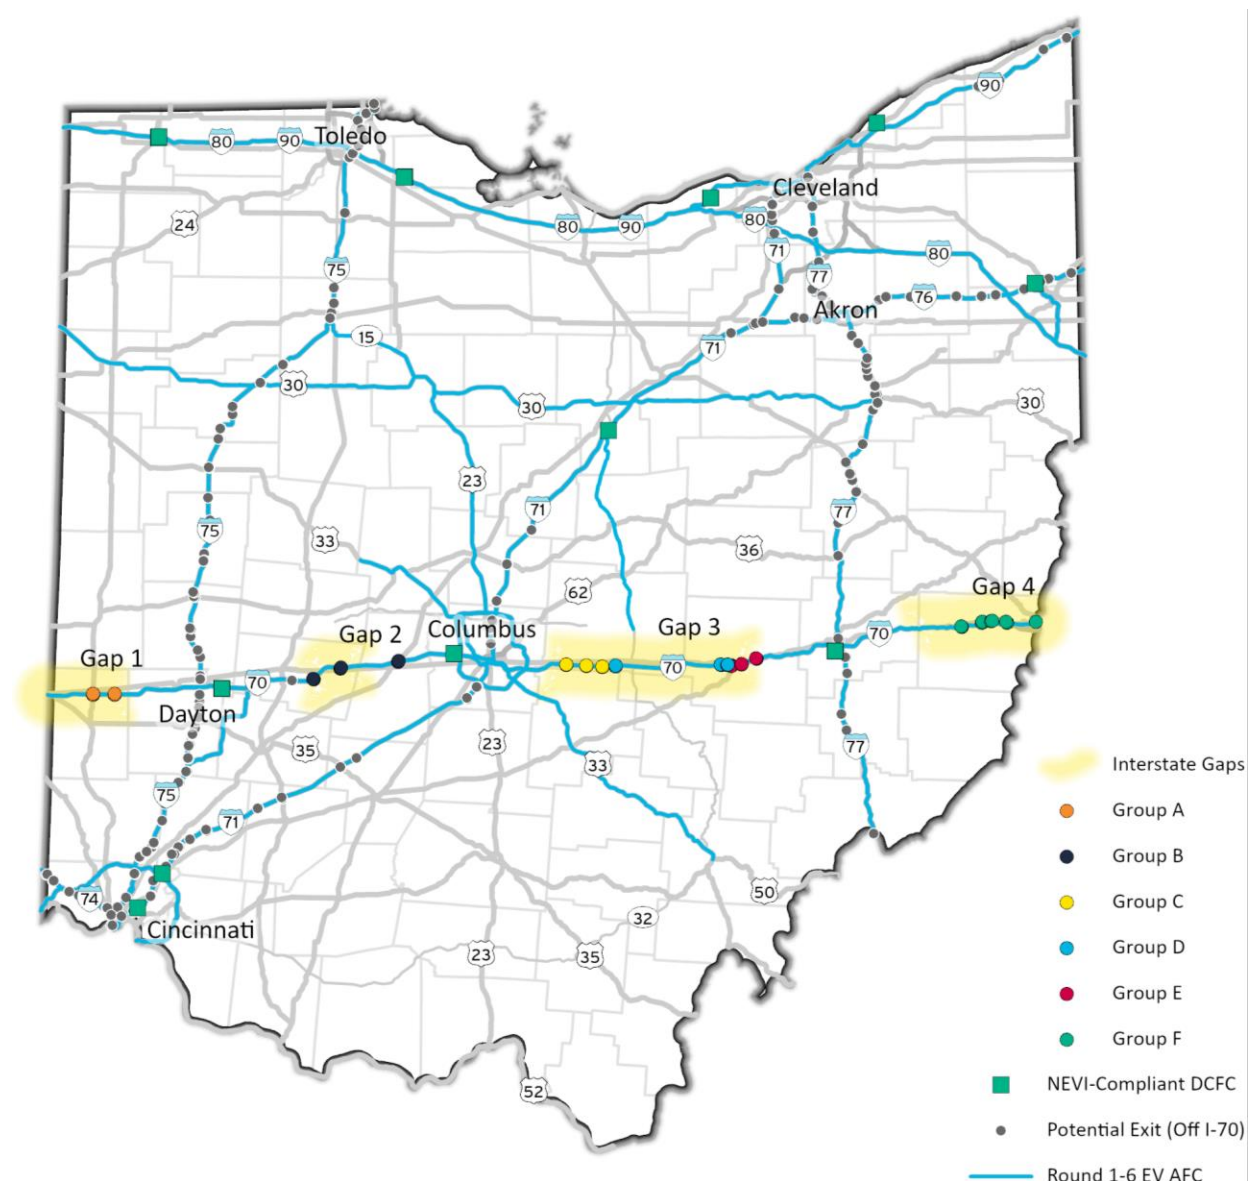 90
Toledo
80
90
Cleveland
24
80
90
80
71
80
75
77
76
Akron
15
71
30
30
30
23
75
71
77
33
36
62
Gap 4
Gap 2
Columbus
Gap 3
70
Gap 1
70
70
Dayton
35
23
33
77
Interstate Gaps
75
71
Group A
Group B
74
50
Group C
32
Cincinnati
23
35
Group D
Group E
Group F
52
NEVI-Compliant DCFC
Potential Exit (Off I-70)
Round 1-6 EV AFC